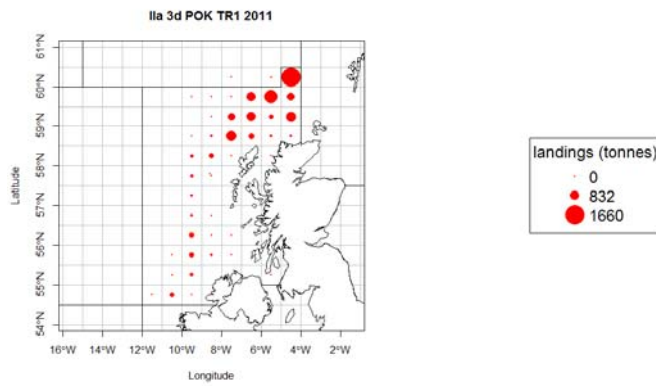 IIa 3d POK TR1 2011
61°N
60°N
59°N
58°N
57°N
56°N
55°N
54°N
Latitude
16°W 14°W 12°W 10°W 8°W 6°W 4°W 2°W
Longitude
landings (tonnes)
0
832
1660